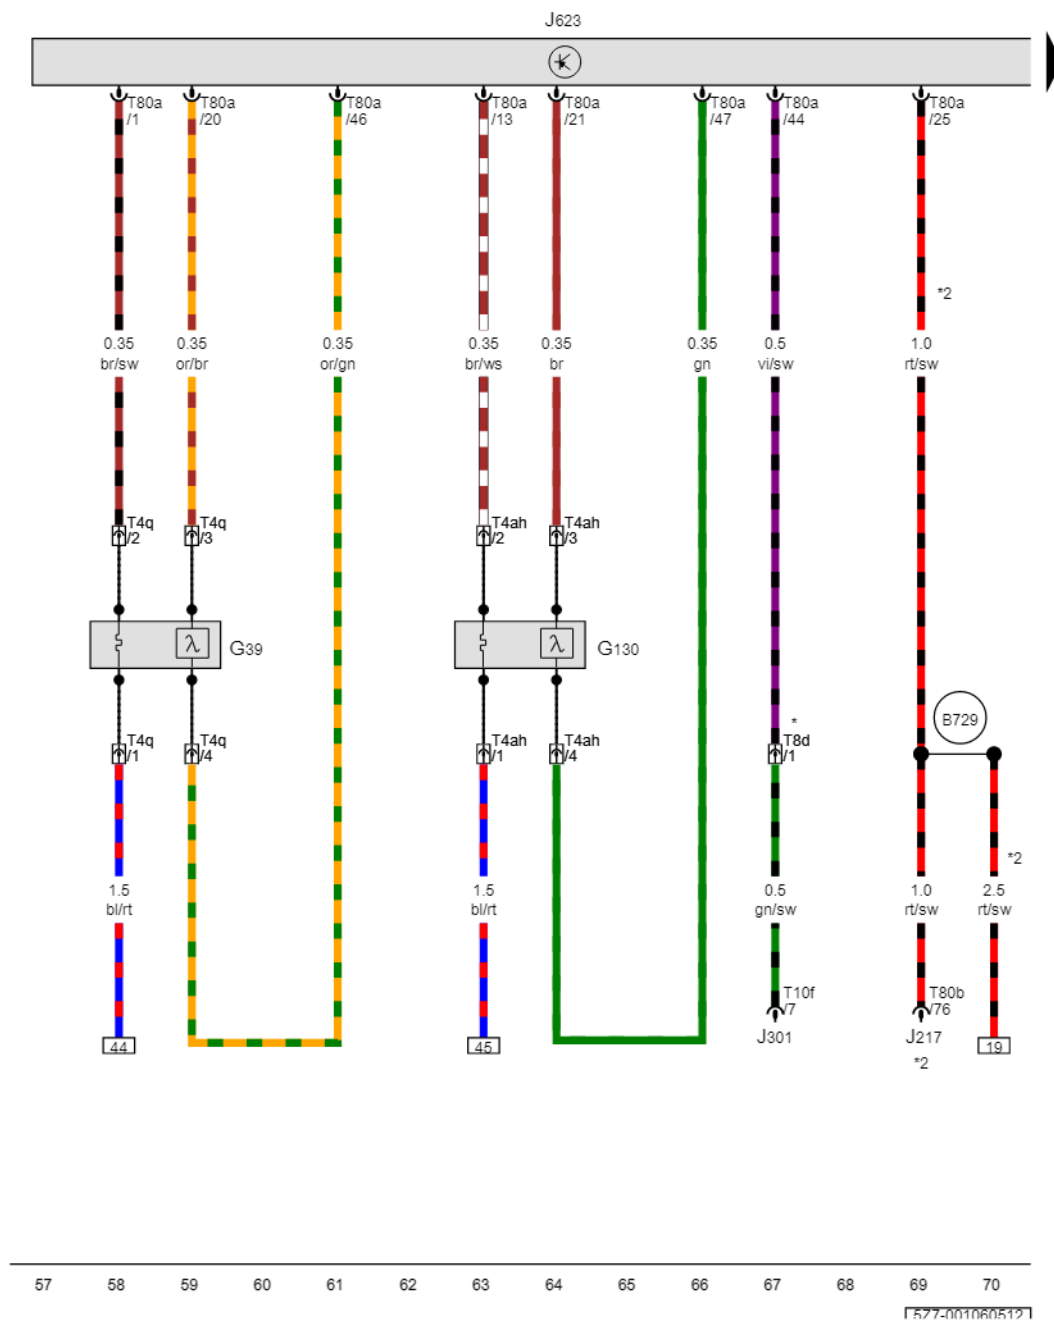 J623
T80a T80a T80a T80a T80a T80a T80a T80a
/1 /20 /46 /13 /21 /47 /44 /25
*2
0.35 0.35 0.35 0.35 0.35 0.35 0.5 1.0
br/sw or/br or/gn br/ws br gn vi/sw rt/sw
T4q T4q T4ah T4ah
/2 /3 /2 /3
λ G39 λ G130
B729
*
T4q T4q T4ah T4ah T8d
/1 /4 /1 /4 /1
*2
1.5 1.5 0.5 1.0 2.5
bl/rt bl/rt gn/sw rt/sw rt/sw
T10f T80b
/7 /76
J301 J217
44 45 19
*2
57 58 59 60 61 62 63 64 65 66 67 68 69 70
577-001060512